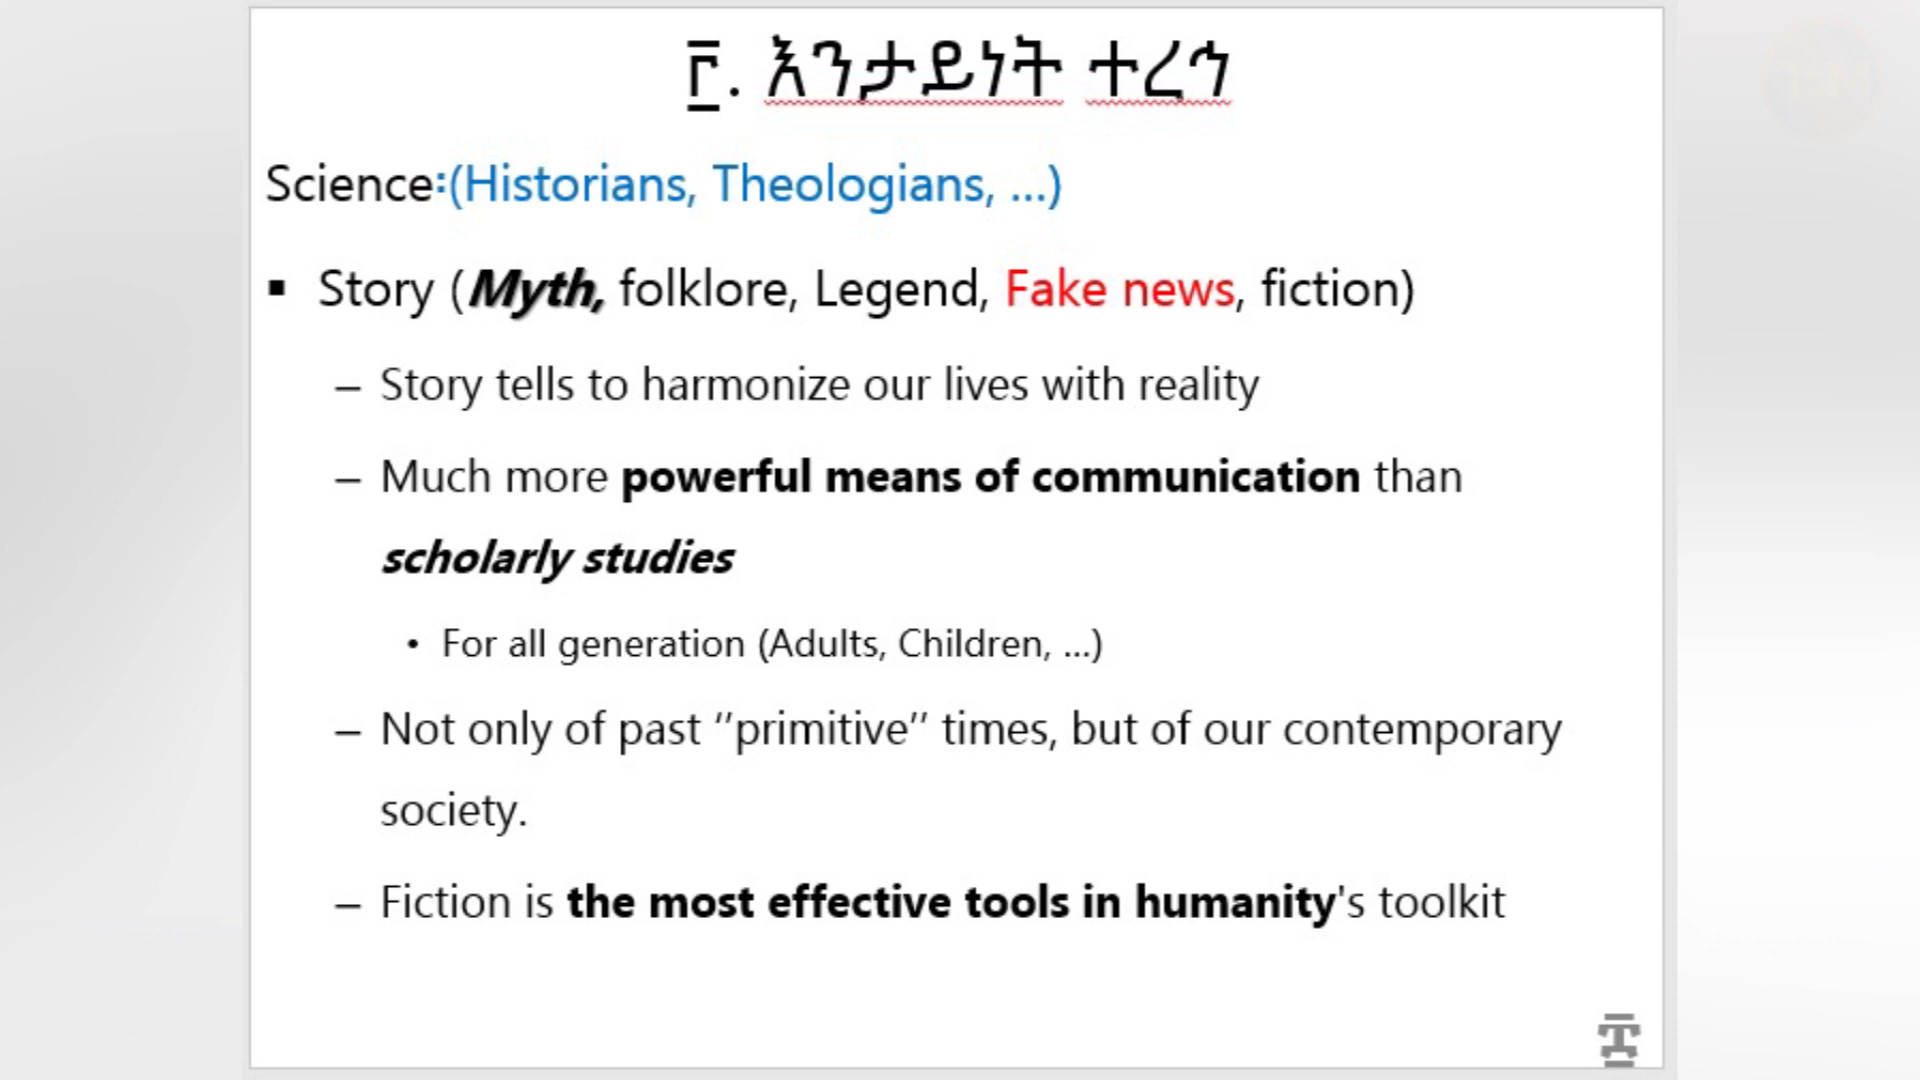 ፫. እንታይነት ተረኅ
Science፡(Historians, Theologians, ...)
▪ Story (Myth, folklore, Legend, Fake news, fiction)
– Story tells to harmonize our lives with reality
– Much more powerful means of communication than
scholarly studies
• For all generation (Adults, Children, ...)
– Not only of past ‘’primitive’’ times, but of our contemporary
society.
– Fiction is the most effective tools in humanity's toolkit
፰